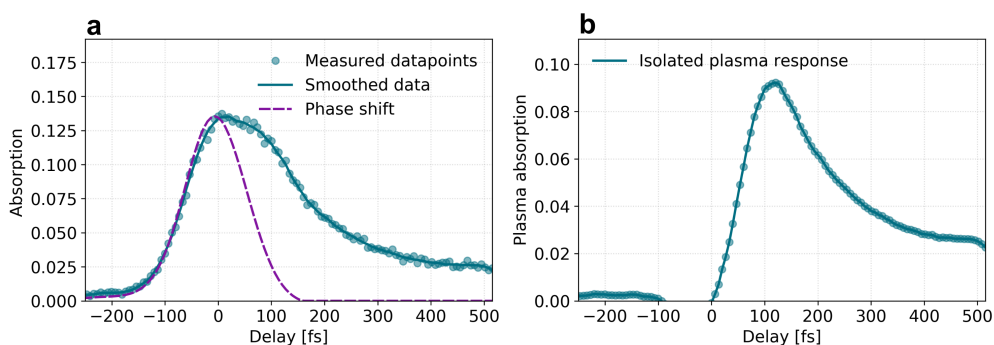 a
Absorption
0.175
0.150
0.125
0.100
0.075
0.050
0.025
0.000
Measured datapoints
Smoothed data
Phase shift
−200 −100 0 100 200 300 400 500
Delay [fs]
b
Plasma absorption
0.10
0.08
0.06
0.04
0.02
0.00
Isolated plasma response
−200 −100 0 100 200 300 400 500
Delay [fs]